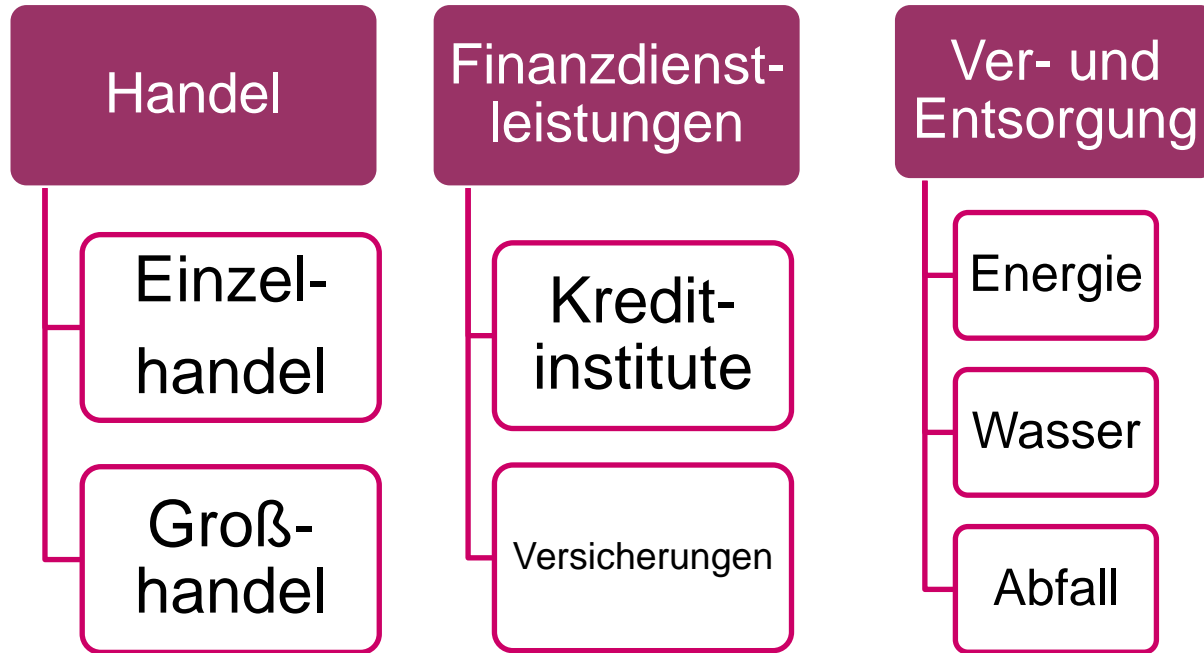 Handel
Einzel-
handel
Groß-
handel
Finanzdienst-
leistungen
Kredit-
institute
Versicherungen
Ver- und
Entsorgung
Energie
Wasser
Abfall